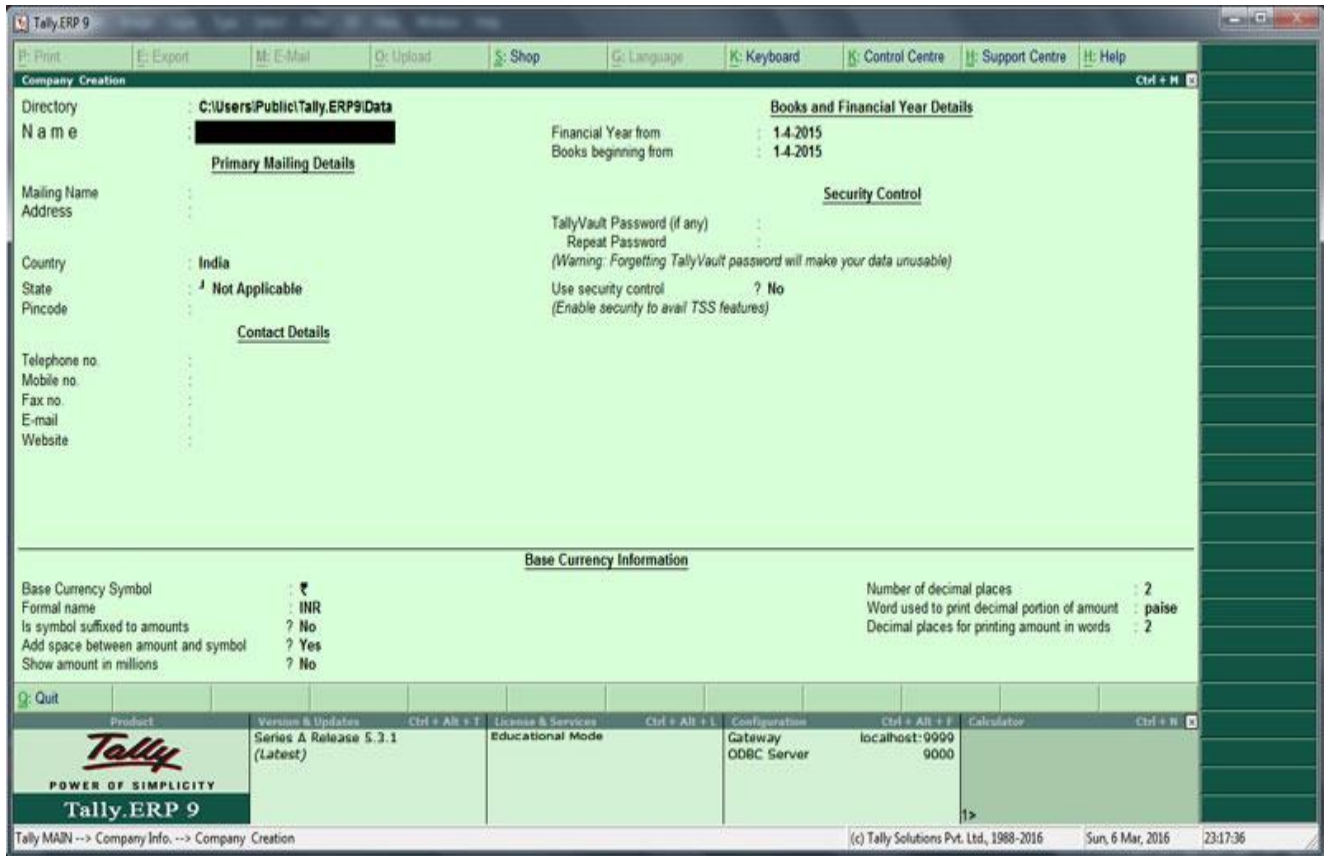 Tally.ERP 9
P: Print E: Export M: E-Mail O: Upload S: Shop G: Language K: Keyboard K: Control Centre H: Support Centre H: Help
Company Creation Ctrl + M
Directory : C:\Users\Public\Tally.ERP9\Data
Name :
Primary Mailing Details
Mailing Name :
Address :
Country : India
State : ┘ Not Applicable
Pincode :
Contact Details
Telephone no. :
Mobile no. :
Fax no. :
E-mail :
Website :
Books and Financial Year Details
Financial Year from : 1-4-2015
Books beginning from : 1-4-2015
Security Control
TallyVault Password (if any) :
Repeat Password :
(Warning: Forgetting TallyVault password will make your data unusable)
Use security control ? No
(Enable security to avail TSS features)
Base Currency Information
Base Currency Symbol : ₹
Formal name : INR
Is symbol suffixed to amounts ? No
Add space between amount and symbol ? Yes
Show amount in millions ? No
Number of decimal places : 2
Word used to print decimal portion of amount : paise
Decimal places for printing amount in words : 2
Q: Quit
Product
Tally
POWER OF SIMPLICITY
Tally.ERP 9
Version & Updates Ctrl + Alt + T
Series A Release 5.3.1
(Latest)
License & Services Ctrl + Alt + L
Educational Mode
Configuration Ctrl + Alt + F
Gateway localhost:9999
ODBC Server 9000
Calculator Ctrl + N
1>
Tally MAIN --> Company Info. --> Company Creation (c) Tally Solutions Pvt. Ltd., 1988-2016 Sun, 6 Mar, 2016 23:17:36